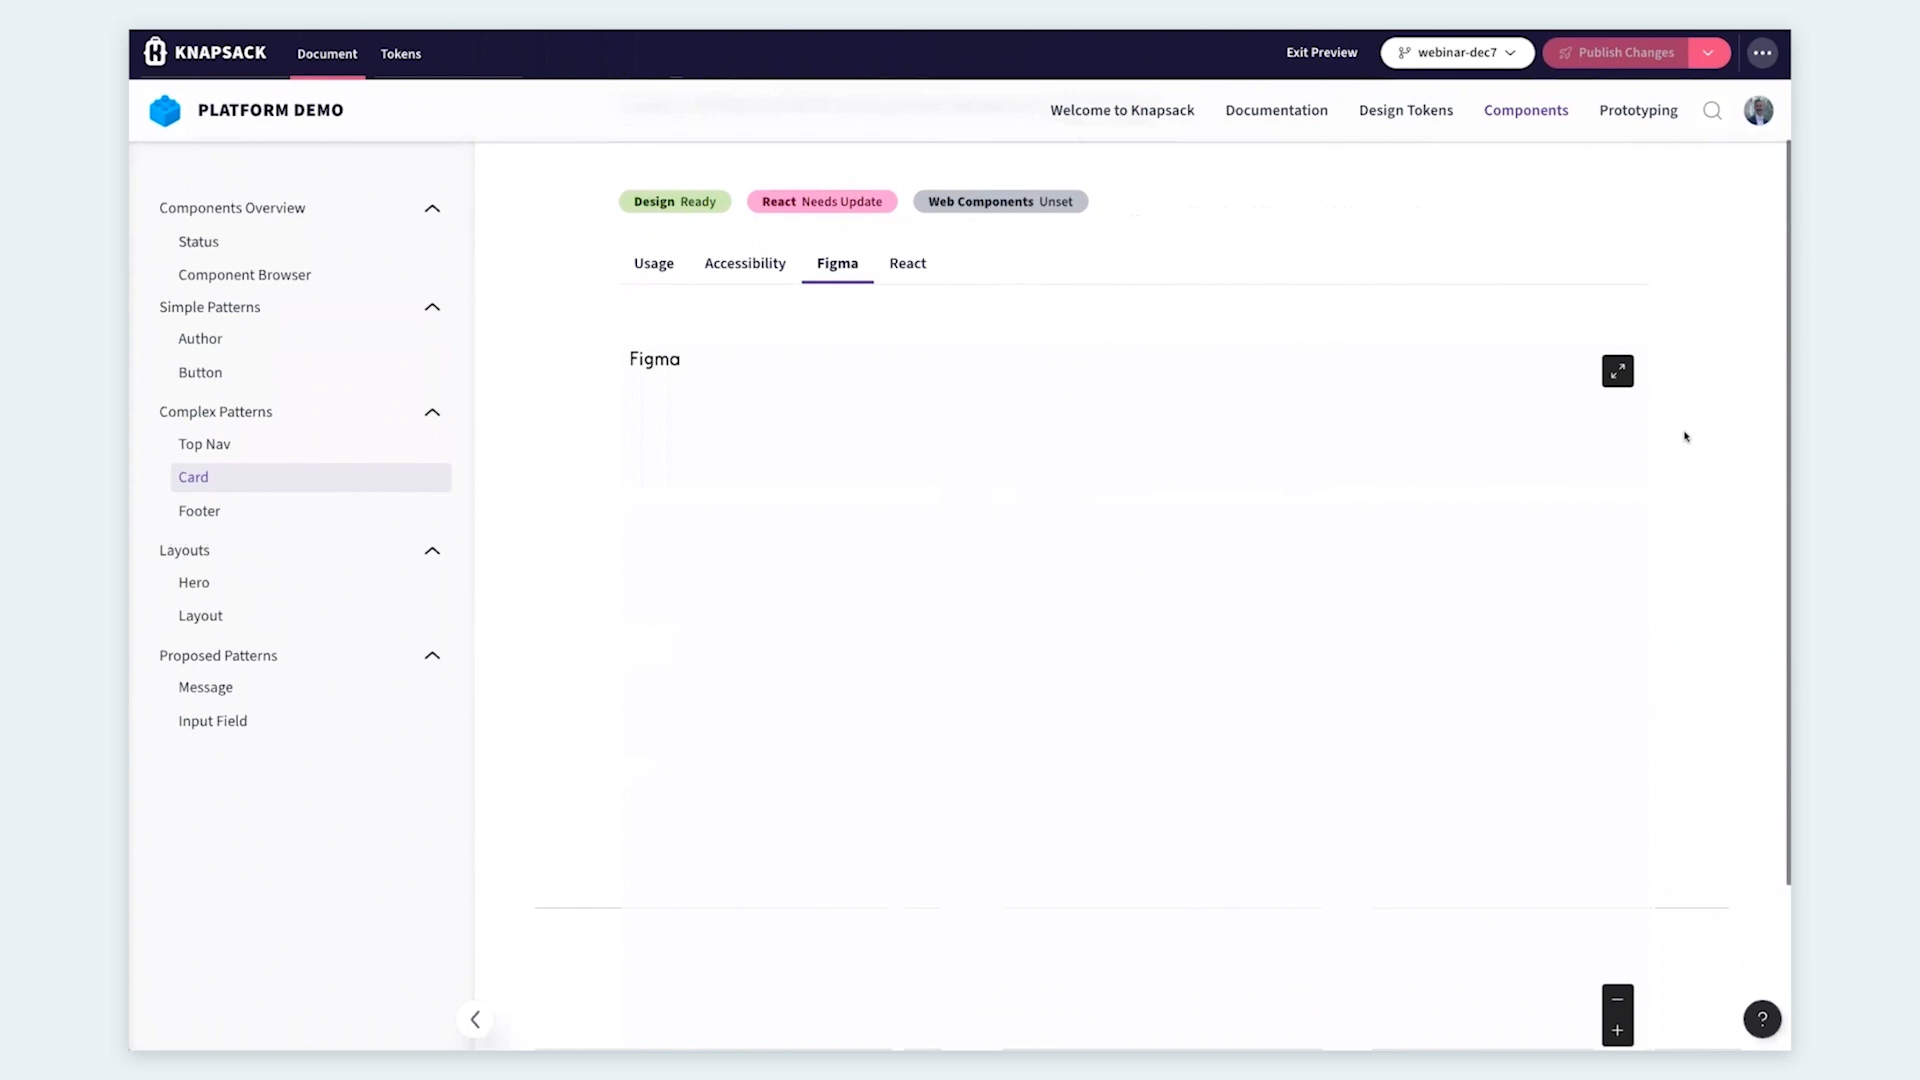 KNAPSACK Document Tokens Exit Preview webinar-dec7 Publish Changes
PLATFORM DEMO Welcome to Knapsack Documentation Design Tokens Components Prototyping
Components Overview
Status
Component Browser
Simple Patterns
Author
Button
Complex Patterns
Top Nav
Card
Footer
Layouts
Hero
Layout
Proposed Patterns
Message
Input Field
Design Ready React Needs Update Web Components Unset
Usage Accessibility Figma React
Figma
−
+
?